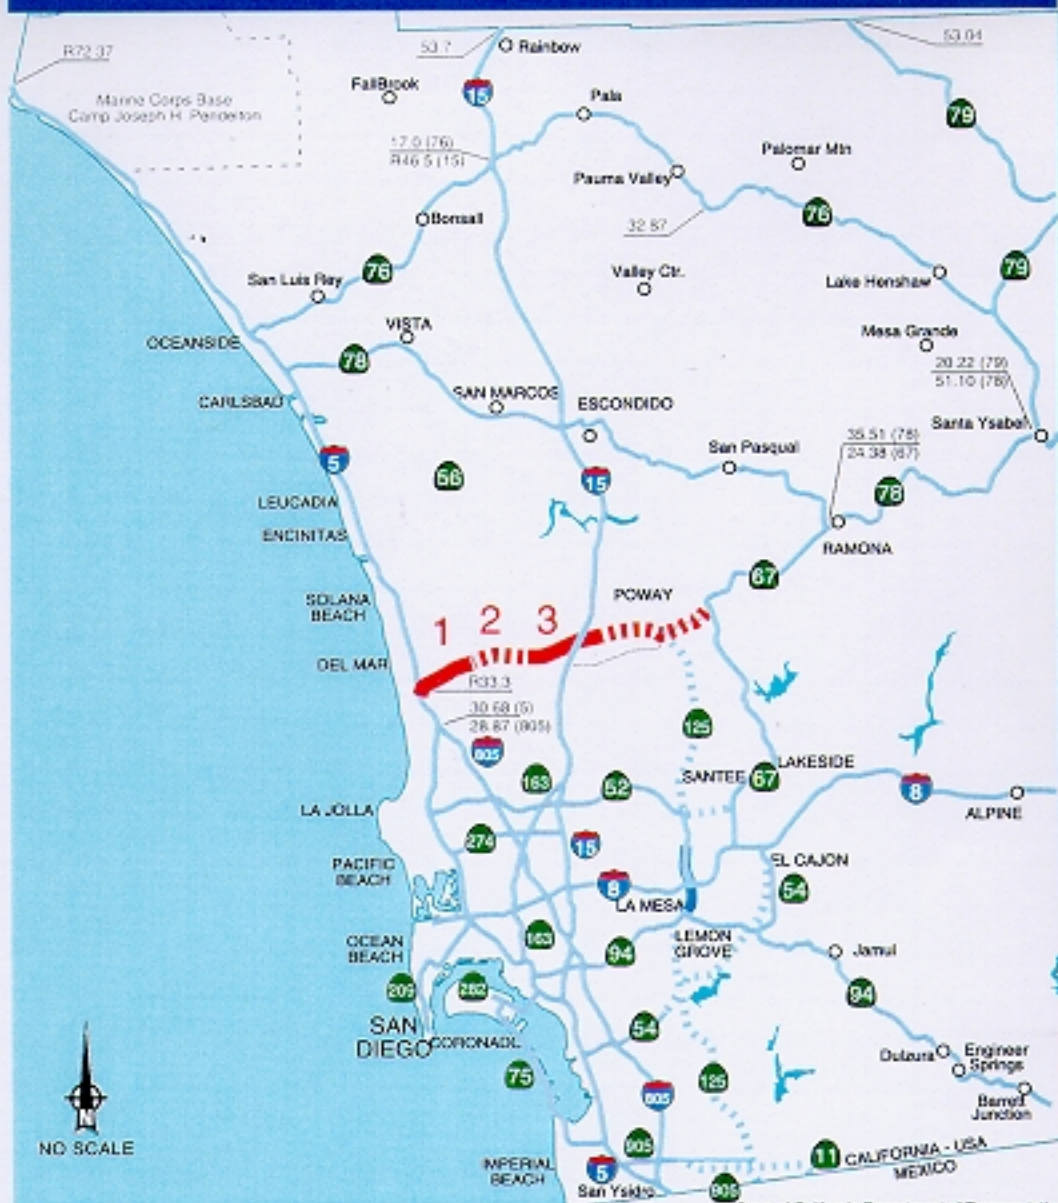 R72.37
53.7
Rainbow
53.04
FallBrook
15
Marine Corps Base
Camp Joseph H. Pendelton
Pala
79
17.0 (76)
R46.5 (15)
Palomar Mtn
Pauma Valley
76
32.87
Bonsall
76
San Luis Rey
Valley Ctr.
Lake Henshaw
79
VISTA
OCEANSIDE
78
Mesa Grande
20.22 (79)
51.10 (78)
SAN MARCOS
ESCONDIDO
CARLSBAD
Santa Ysabel
35.51 (78)
24.38 (67)
San Pasqual
5
56
15
78
LEUCADIA
ENCINITAS
RAMONA
67
SOLANA
BEACH
POWAY
1
2
3
DEL MAR
R33.3
30.68 (5)
28.87 (805)
125
805
163
52
SANTEE
67
LAKESIDE
8
ALPINE
LA JOLLA
274
15
EL CAJON
PACIFIC
BEACH
8
54
LA MESA
OCEAN
BEACH
163
94
LEMON
GROVE
Jamul
209
282
94
SAN
DIEGO
CORONADO
54
75
125
805
Dulzura
Engineer
Springs
Barrett
Junction
N
NO SCALE
905
11
CALIFORNIA - USA
MEXICO
IMPERIAL
BEACH
5
San Ysidro
905